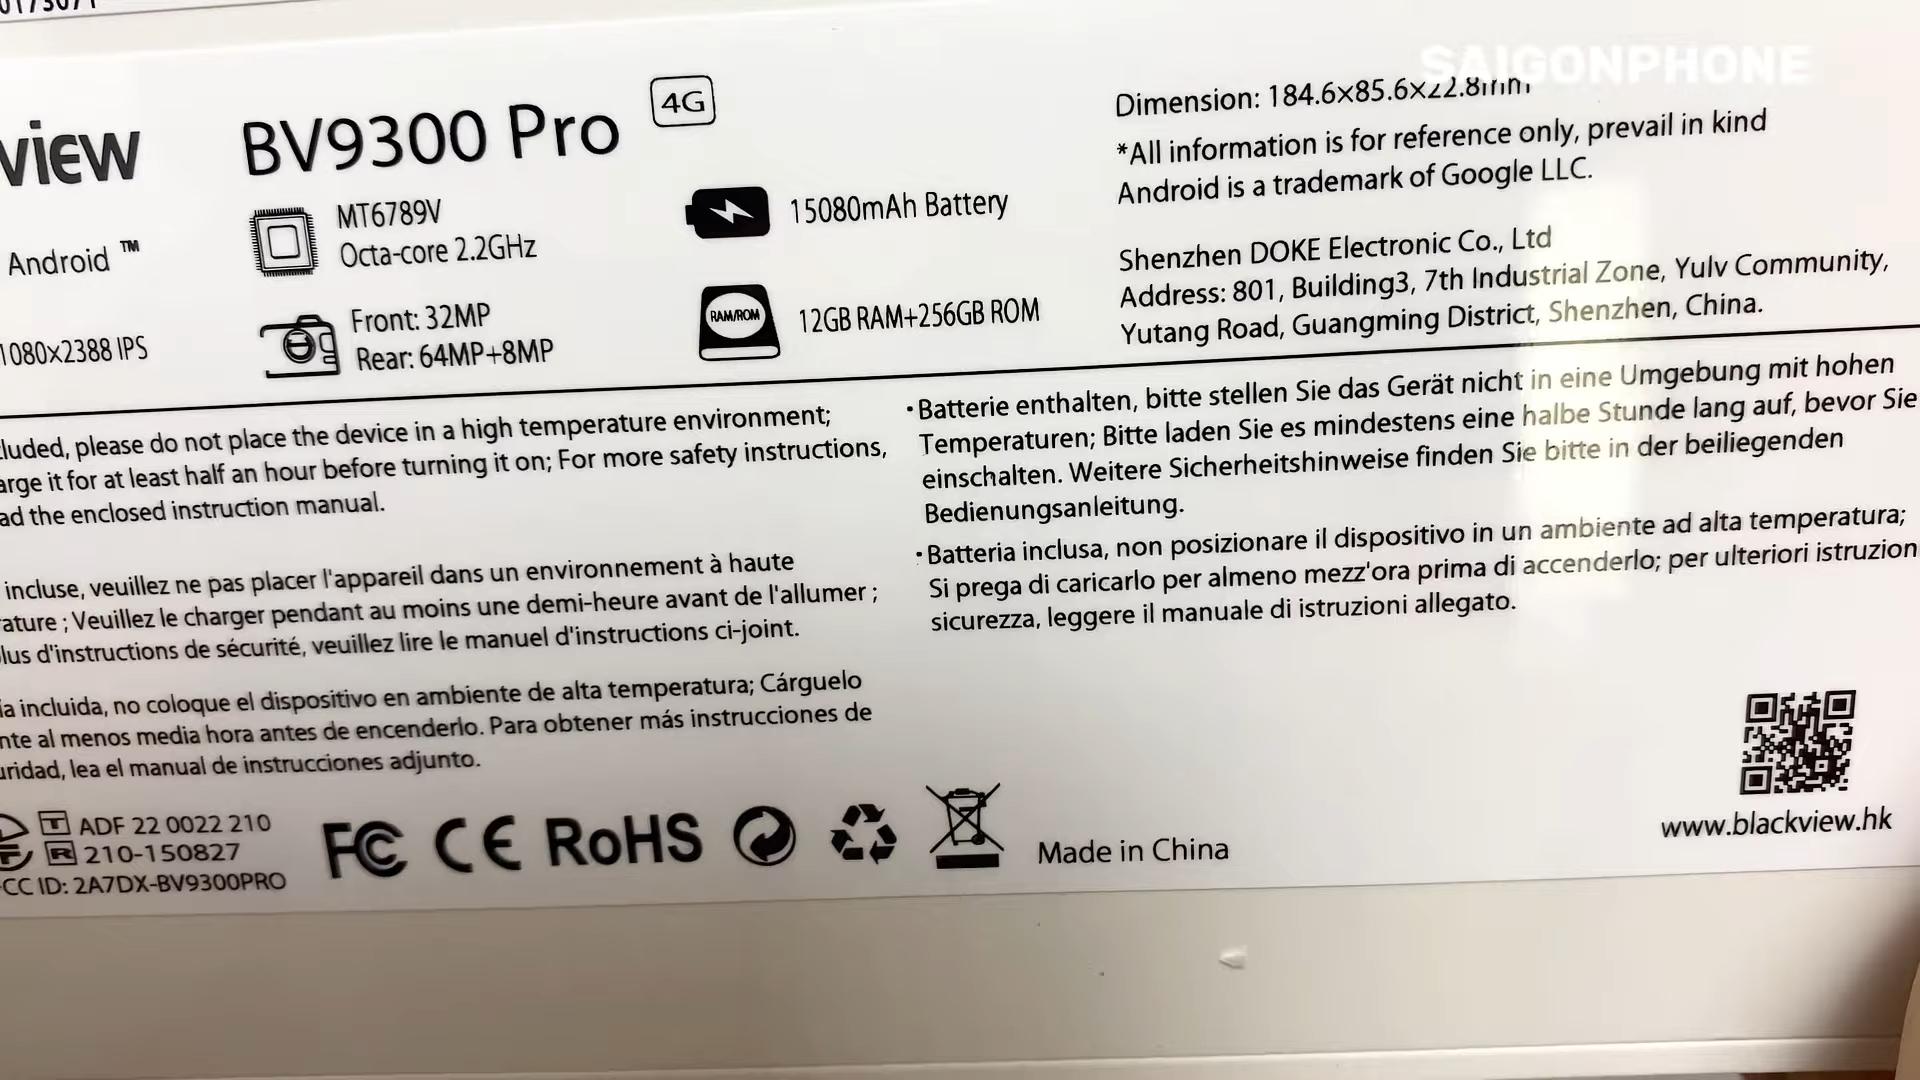 SAIGONPHONE
view
BV9300 Pro
4G
Android ™
MT6789V
Octa-core 2.2GHz
15080mAh Battery
1080x2388 IPS
Front: 32MP
Rear: 64MP+8MP
RAM/ROM
12GB RAM+256GB ROM
Dimension: 184.6×85.6×22.8mm
*All information is for reference only, prevail in kind
Android is a trademark of Google LLC.
Shenzhen DOKE Electronic Co., Ltd
Address: 801, Building3, 7th Industrial Zone, Yulv Community,
Yutang Road, Guangming District, Shenzhen, China.
cluded, please do not place the device in a high temperature environment;
arge it for at least half an hour before turning it on; For more safety instructions,
ad the enclosed instruction manual.
incluse, veuillez ne pas placer l'appareil dans un environnement à haute
rature ; Veuillez le charger pendant au moins une demi-heure avant de l'allumer ;
lus d'instructions de sécurité, veuillez lire le manuel d'instructions ci-joint.
ía incluida, no coloque el dispositivo en ambiente de alta temperatura; Cárguelo
nte al menos media hora antes de encenderlo. Para obtener más instrucciones de
uridad, lea el manual de instrucciones adjunto.
·Batterie enthalten, bitte stellen Sie das Gerät nicht in eine Umgebung mit hohen
Temperaturen; Bitte laden Sie es mindestens eine halbe Stunde lang auf, bevor Sie
einschalten. Weitere Sicherheitshinweise finden Sie bitte in der beiliegenden
Bedienungsanleitung.
·Batteria inclusa, non posizionare il dispositivo in un ambiente ad alta temperatura;
Si prega di caricarlo per almeno mezz'ora prima di accenderlo; per ulteriori istruzion
sicurezza, leggere il manuale di istruzioni allegato.
T ADF 22 0022 210
R 210-150827
CC ID: 2A7DX-BV9300PRO
FC CE RoHS
Made in China
www.blackview.hk